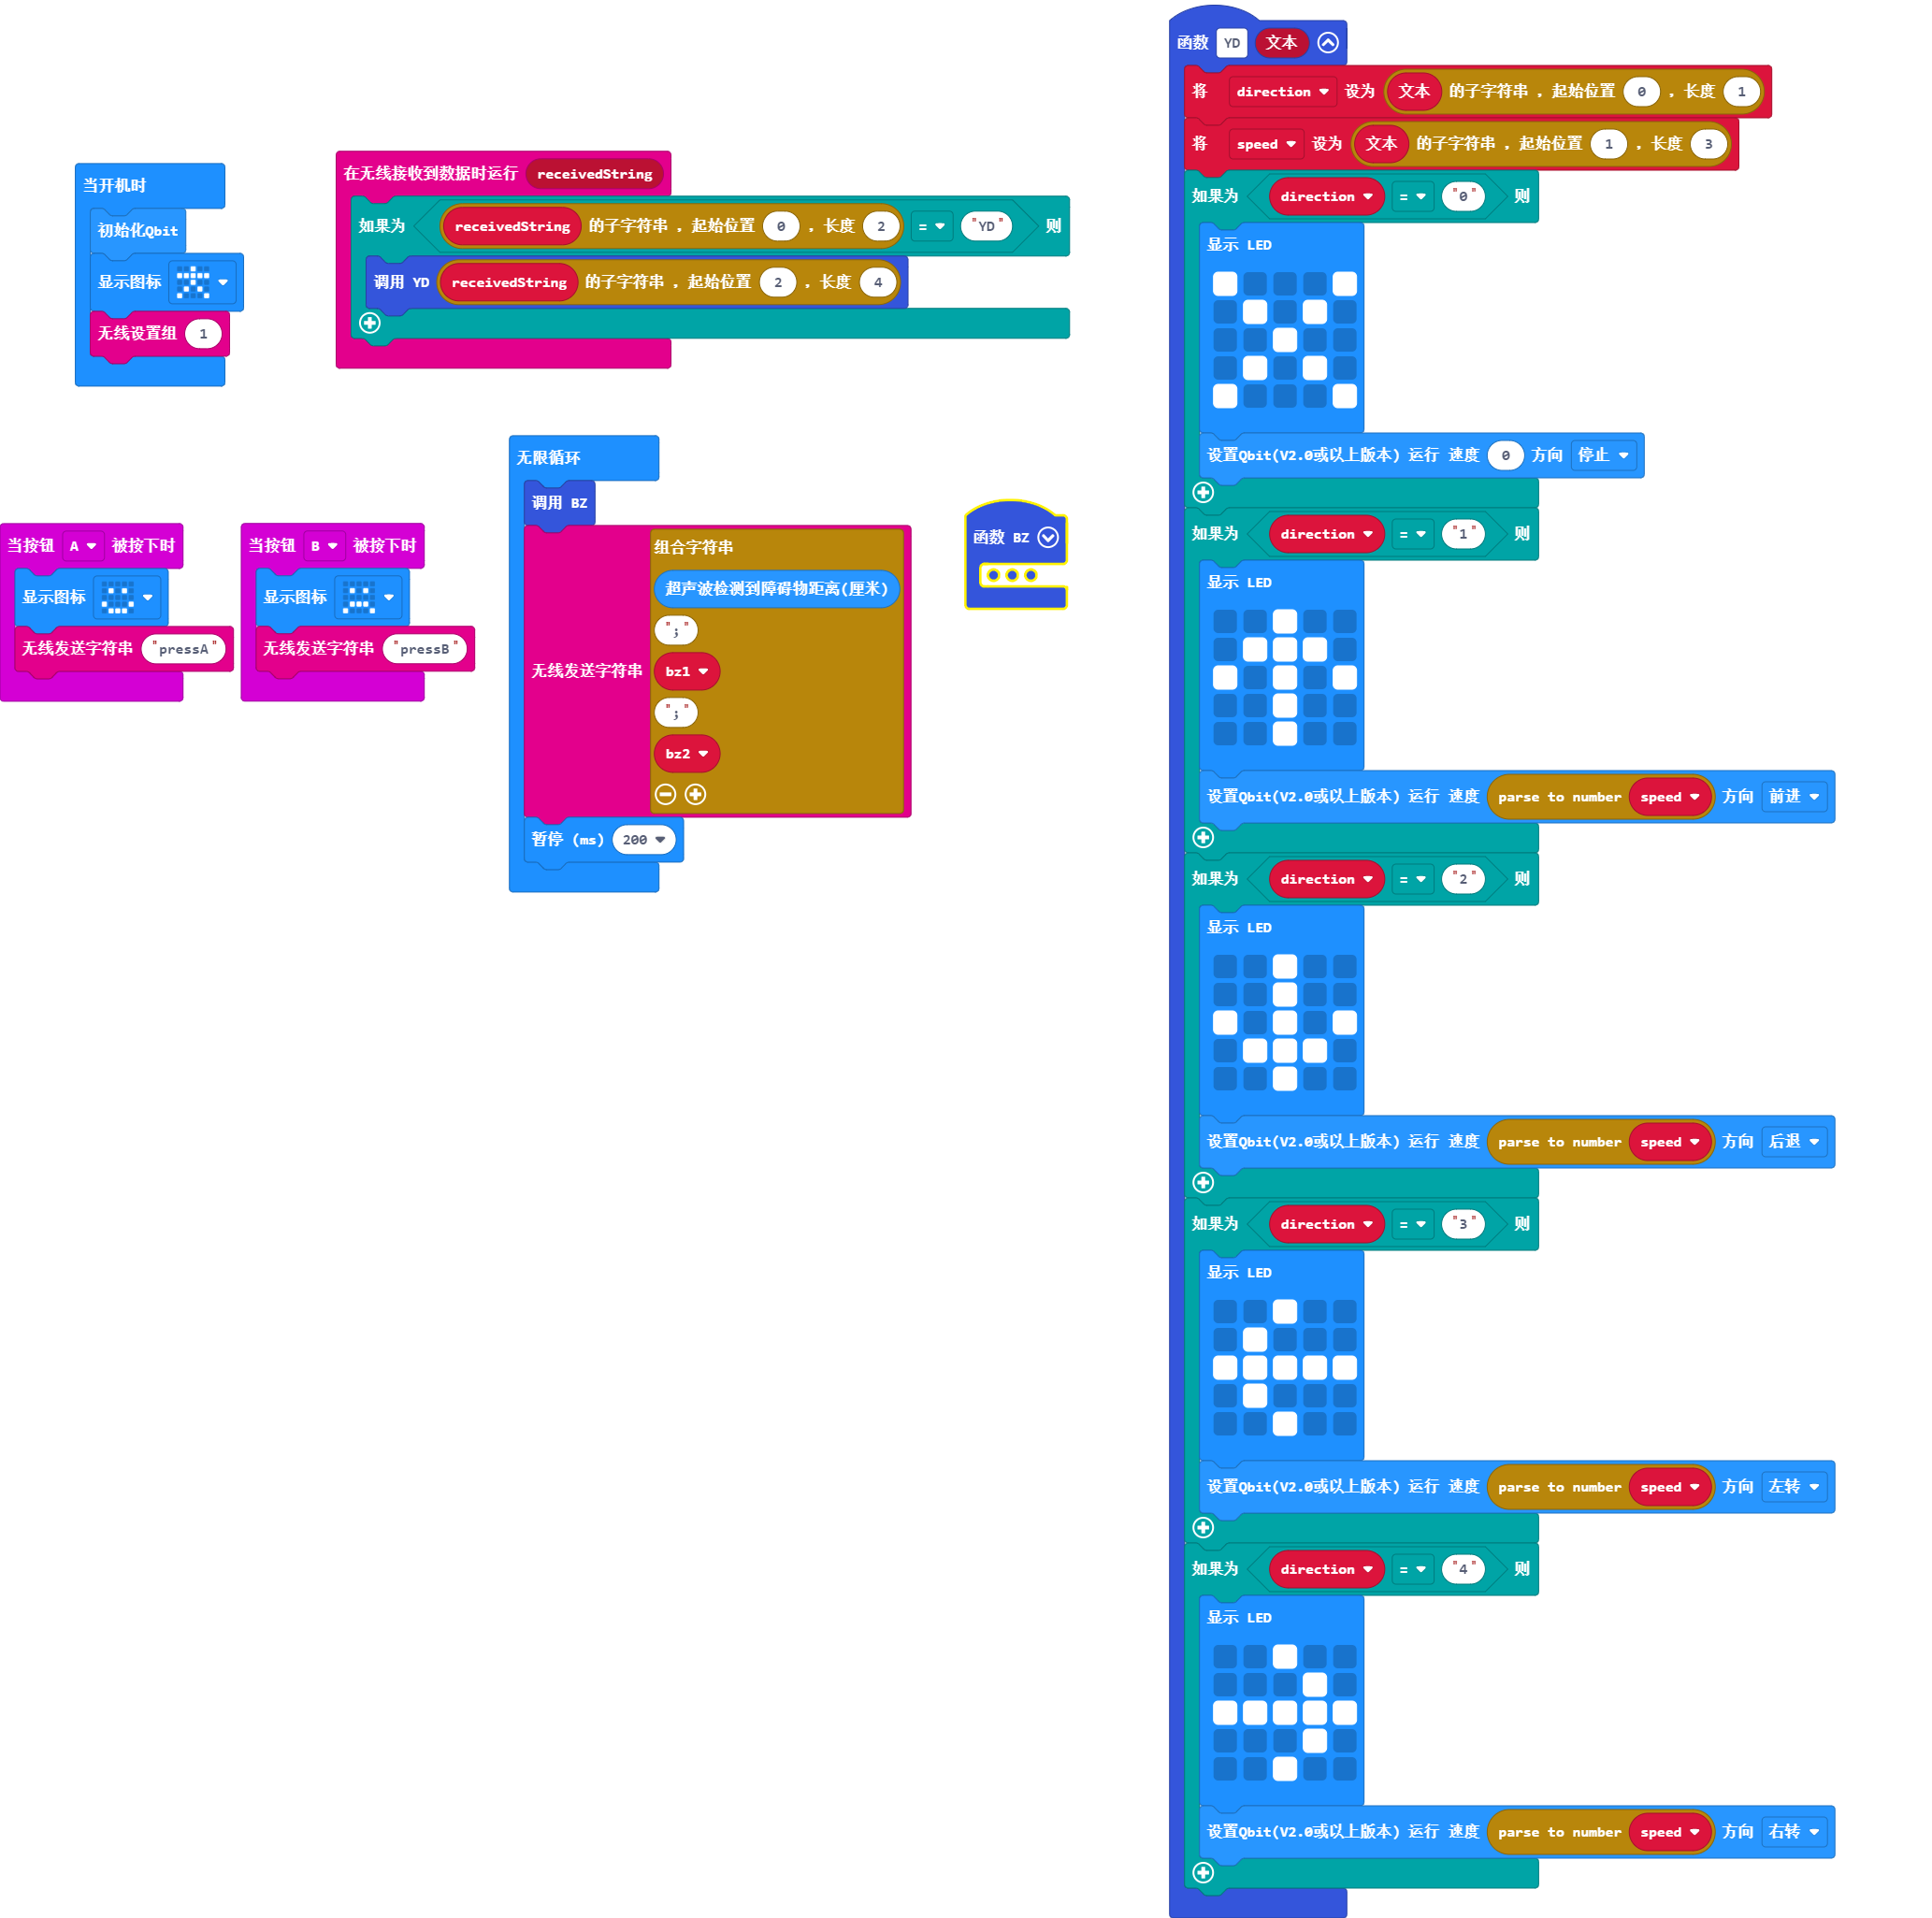 当开机时
初始化Qbit
显示图标
无线设置组 1
在无线接收到数据时运行 receivedString
如果为 receivedString 的子字符串 ，起始位置 0 ，长度 2 = "YD" 则
调用 YD receivedString 的子字符串 ，起始位置 2 ，长度 4
当按钮 A 被按下时
显示图标
无线发送字符串 "pressA"
当按钮 B 被按下时
显示图标
无线发送字符串 "pressB"
无限循环
调用 BZ
无线发送字符串
组合字符串
超声波检测到障碍物距离(厘米)
";"
bz1
";"
bz2
暂停 (ms) 200
函数 BZ
函数 YD 文本
将 direction 设为 文本 的子字符串 ，起始位置 0 ，长度 1
将 speed 设为 文本 的子字符串 ，起始位置 1 ，长度 3
如果为 direction = "0" 则
显示 LED
设置Qbit(V2.0或以上版本) 运行 速度 0 方向 停止
如果为 direction = "1" 则
显示 LED
设置Qbit(V2.0或以上版本) 运行 速度 parse to number speed 方向 前进
如果为 direction = "2" 则
显示 LED
设置Qbit(V2.0或以上版本) 运行 速度 parse to number speed 方向 后退
如果为 direction = "3" 则
显示 LED
设置Qbit(V2.0或以上版本) 运行 速度 parse to number speed 方向 左转
如果为 direction = "4" 则
显示 LED
设置Qbit(V2.0或以上版本) 运行 速度 parse to number speed 方向 右转